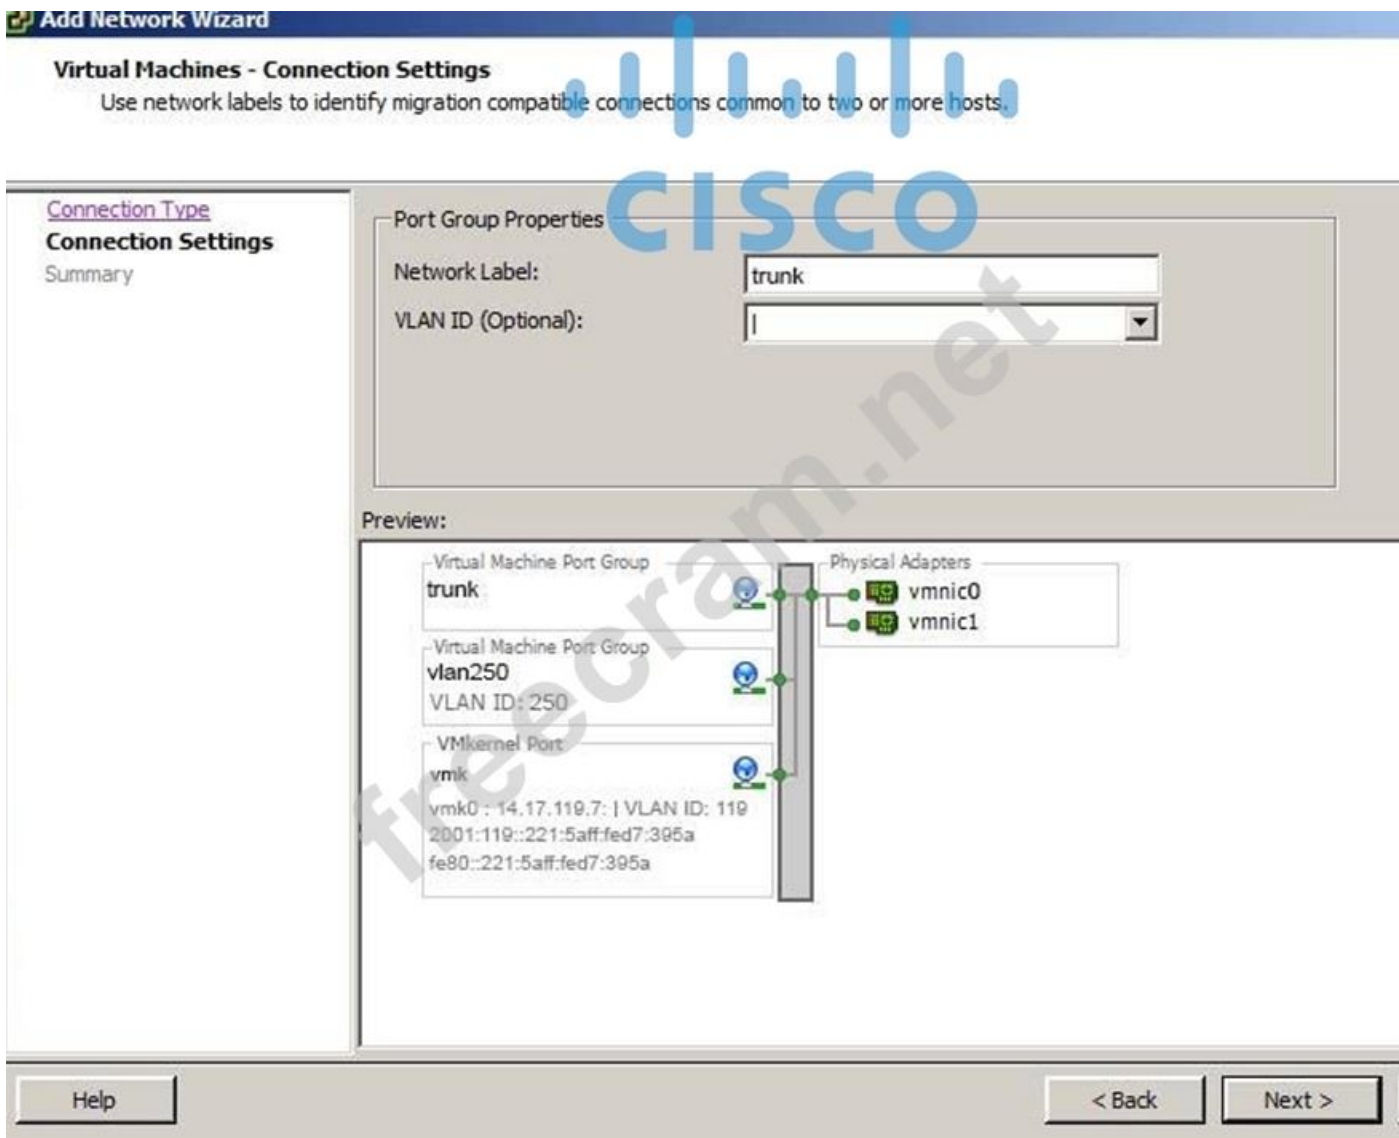 Add Network Wizard
Virtual Machines - Connection Settings
Use network labels to identify migration compatible connections common to two or more hosts.
CISCO
Connection Type
Connection Settings
Summary
Port Group Properties
Network Label:
trunk
VLAN ID (Optional):
Preview:
Virtual Machine Port Group
trunk
Physical Adapters
vmnic0
vmnic1
Virtual Machine Port Group
vlan250
VLAN ID: 250
VMkernel Port
vmk
vmk0 : 14.17.119.7: | VLAN ID: 119
2001:119::221:5aff:fed7:395a
fe80::221:5aff:fed7:395a
freecram.net
Help
< Back
Next >